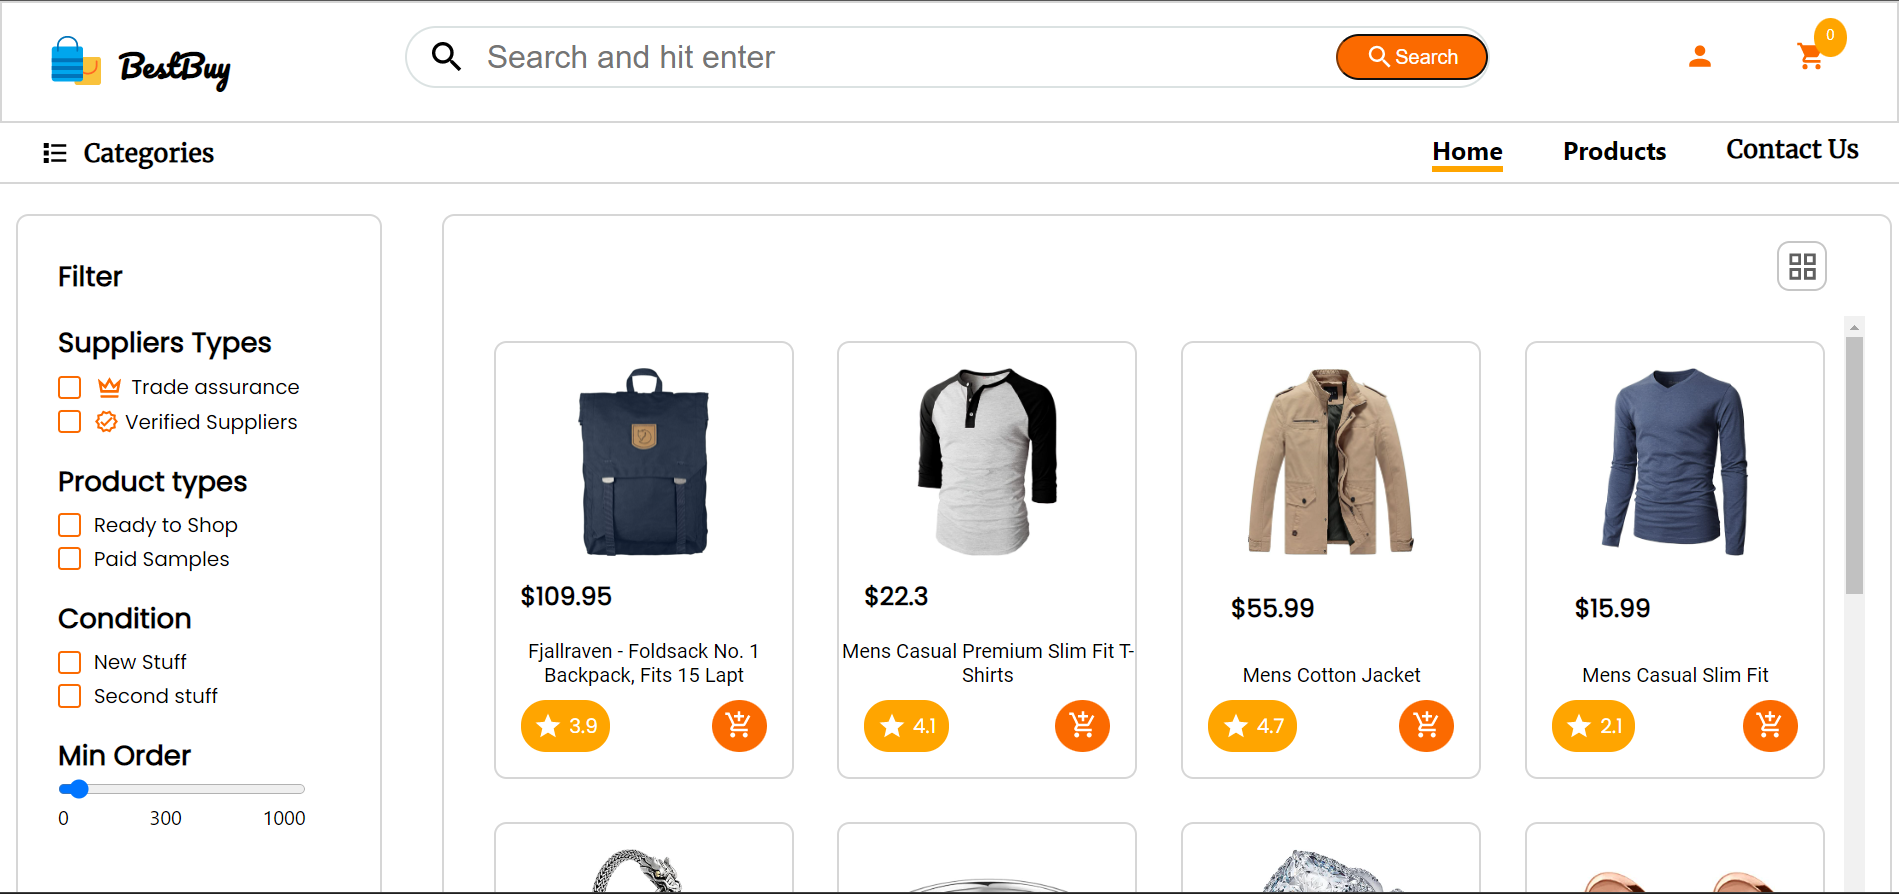 BestBuy
Search and hit enter
Search
0
Categories
Home
Products
Contact Us
Filter
Suppliers Types
Trade assurance
Verified Suppliers
Product types
Ready to Shop
Paid Samples
Condition
New Stuff
Second stuff
Min Order
0 300 1000
$109.95
Fjallraven - Foldsack No. 1
Backpack, Fits 15 Lapt
3.9
$22.3
Mens Casual Premium Slim Fit T-
Shirts
4.1
$55.99
Mens Cotton Jacket
4.7
$15.99
Mens Casual Slim Fit
2.1